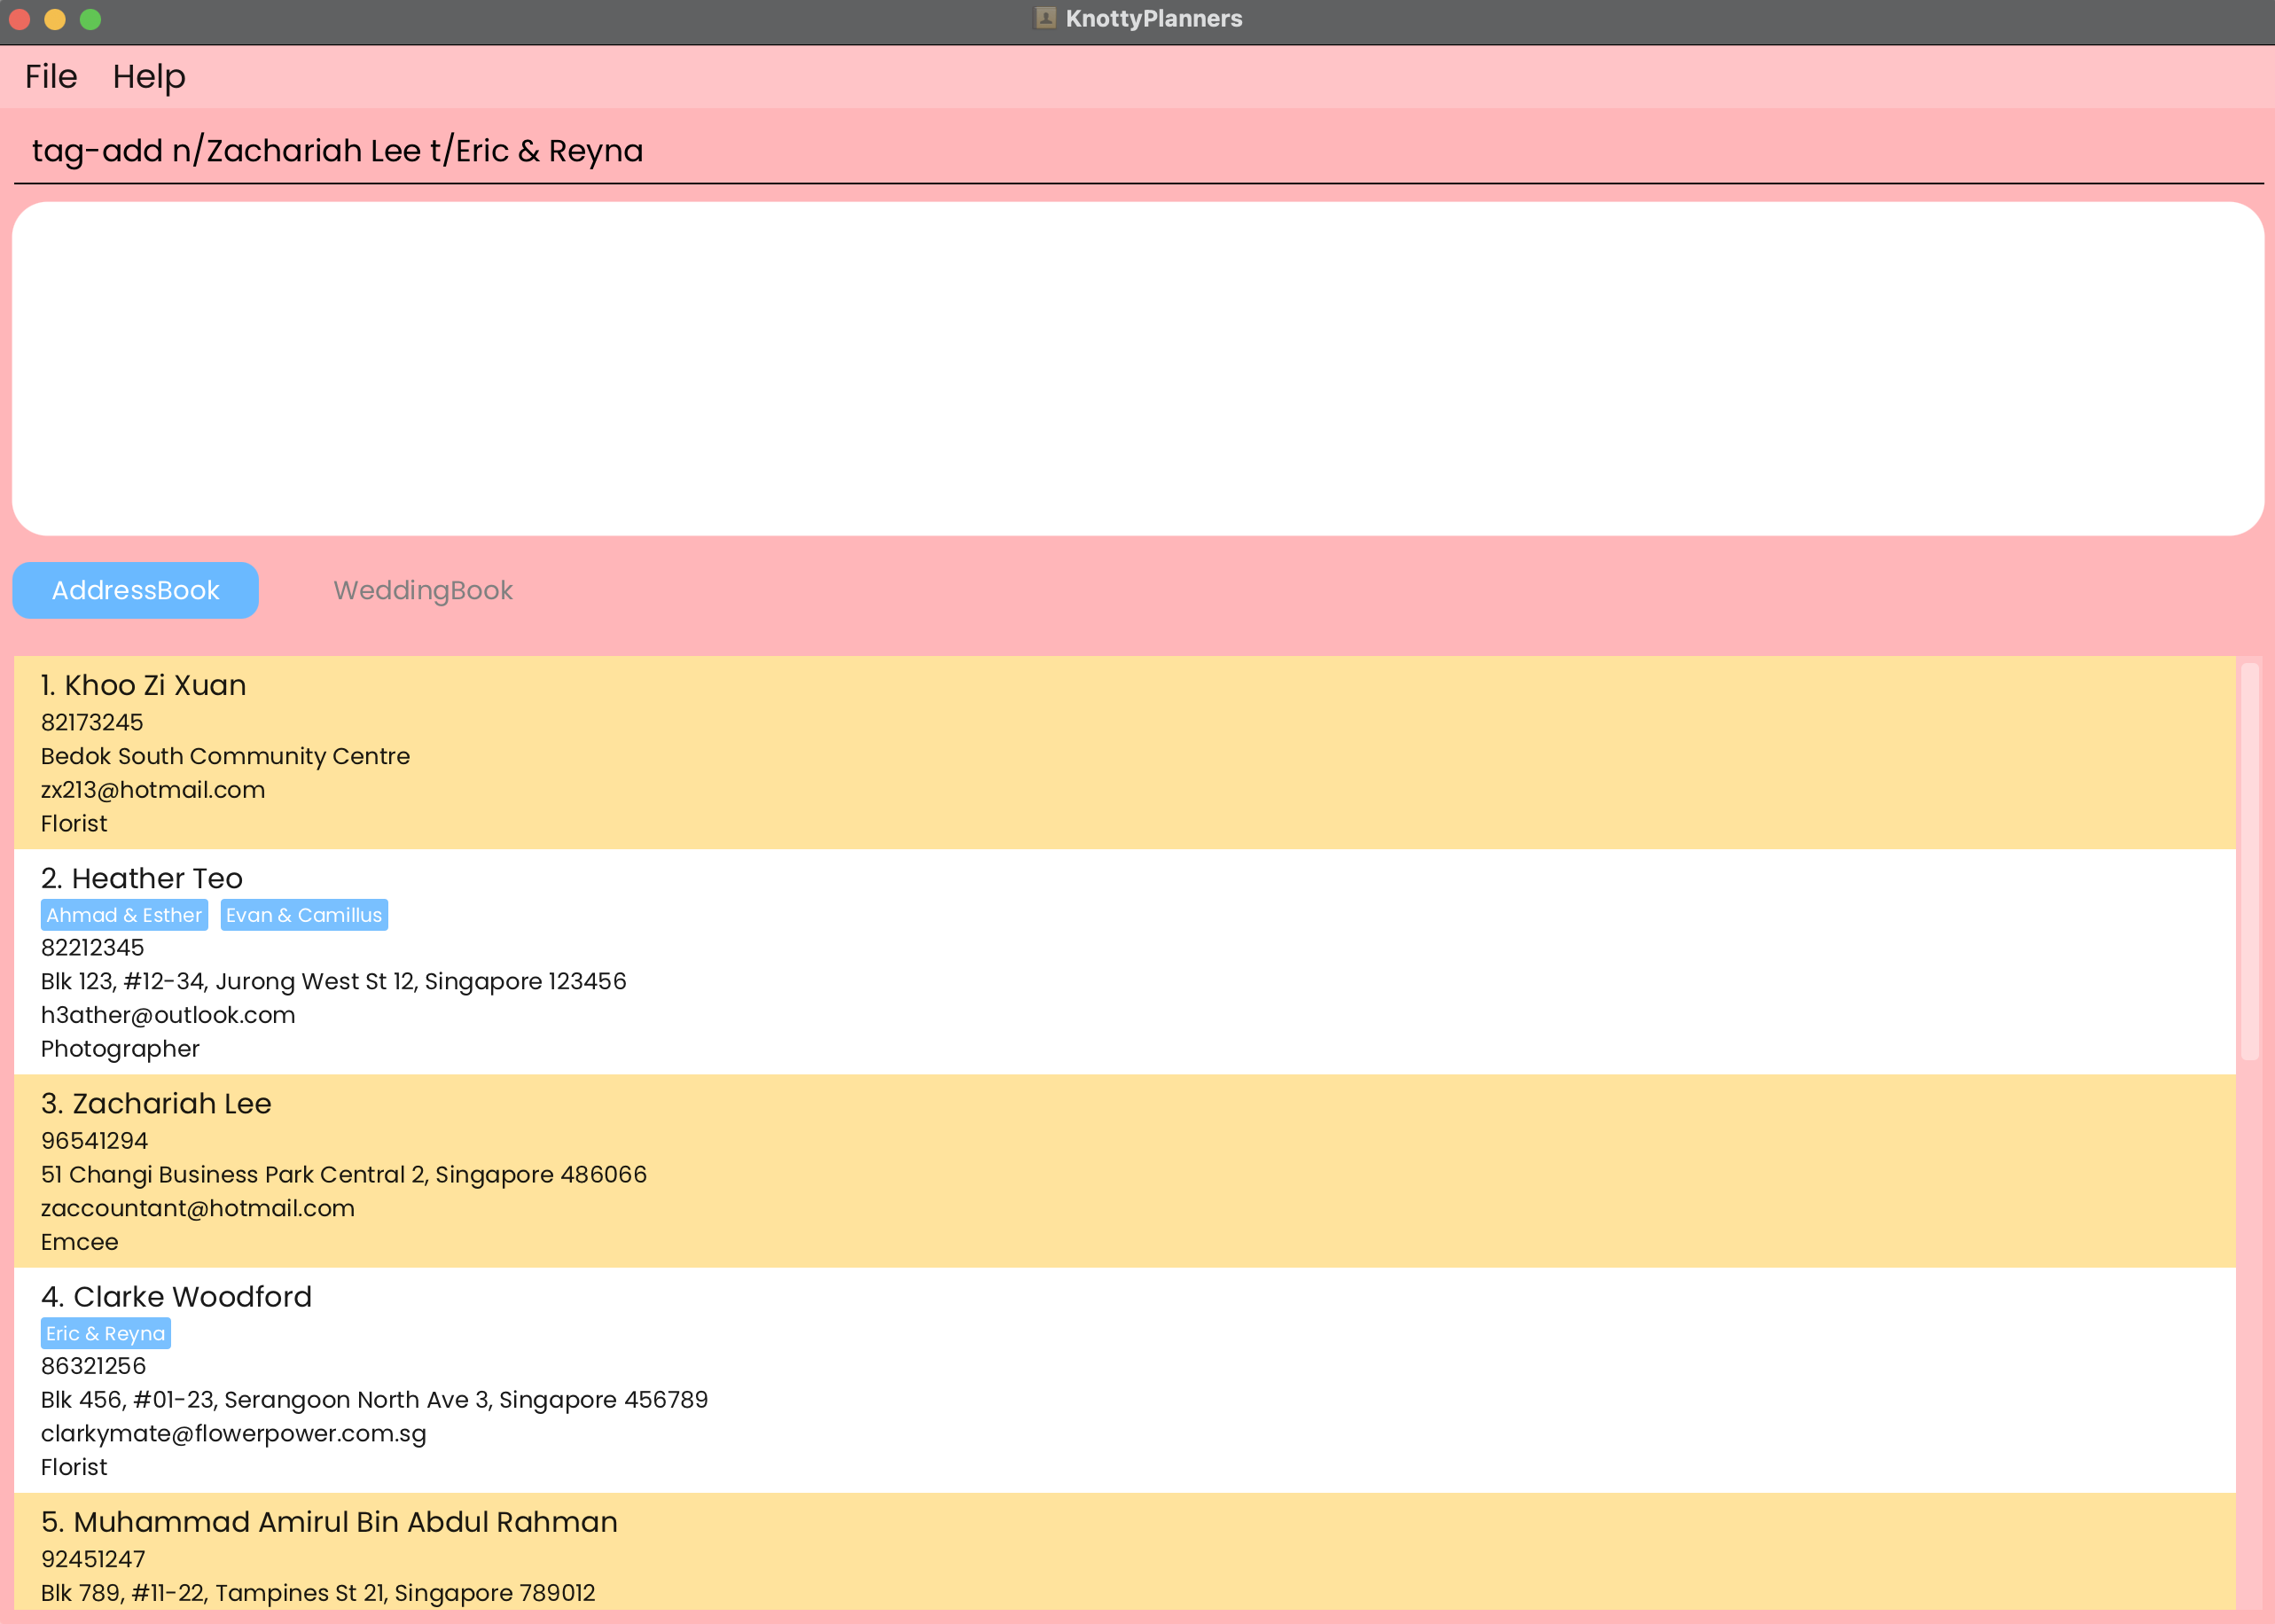 KnottyPlanners
File Help
tag-add n/Zachariah Lee t/Eric & Reyna
AddressBook WeddingBook
1. Khoo Zi Xuan
82173245
Bedok South Community Centre
zx213@hotmail.com
Florist
2. Heather Teo
Ahmad & Esther Evan & Camillus
82212345
Blk 123, #12-34, Jurong West St 12, Singapore 123456
h3ather@outlook.com
Photographer
3. Zachariah Lee
96541294
51 Changi Business Park Central 2, Singapore 486066
zaccountant@hotmail.com
Emcee
4. Clarke Woodford
Eric & Reyna
86321256
Blk 456, #01-23, Serangoon North Ave 3, Singapore 456789
clarkymate@flowerpower.com.sg
Florist
5. Muhammad Amirul Bin Abdul Rahman
92451247
Blk 789, #11-22, Tampines St 21, Singapore 789012